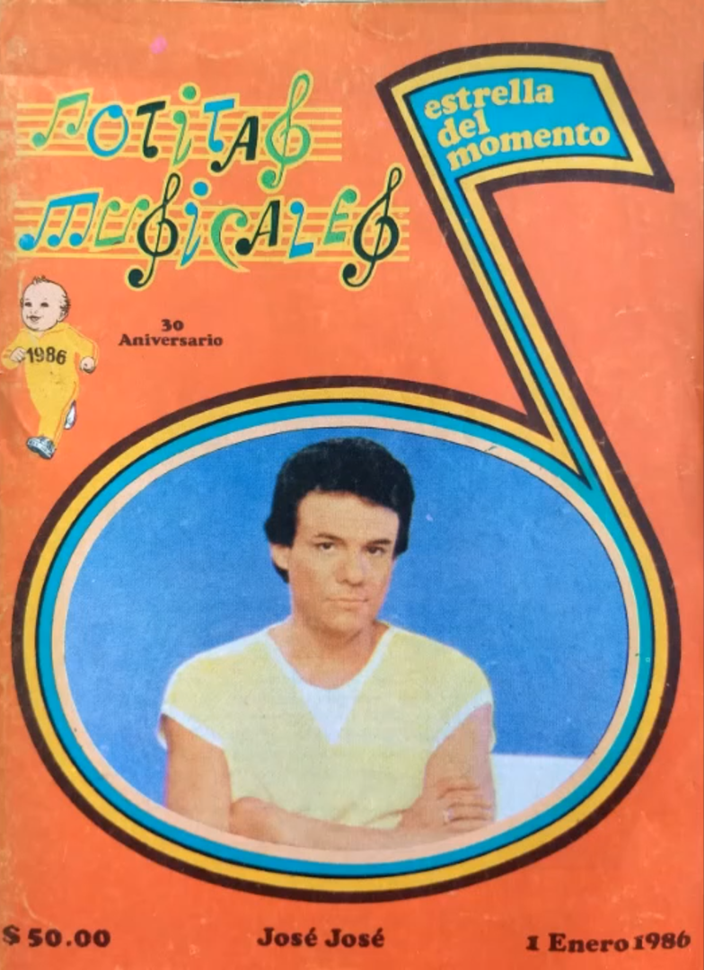 NOTITAS
MUSICALES
estrella
del
momento
1986
30
Aniversario
$ 50.00
José José
1 Enero 1986